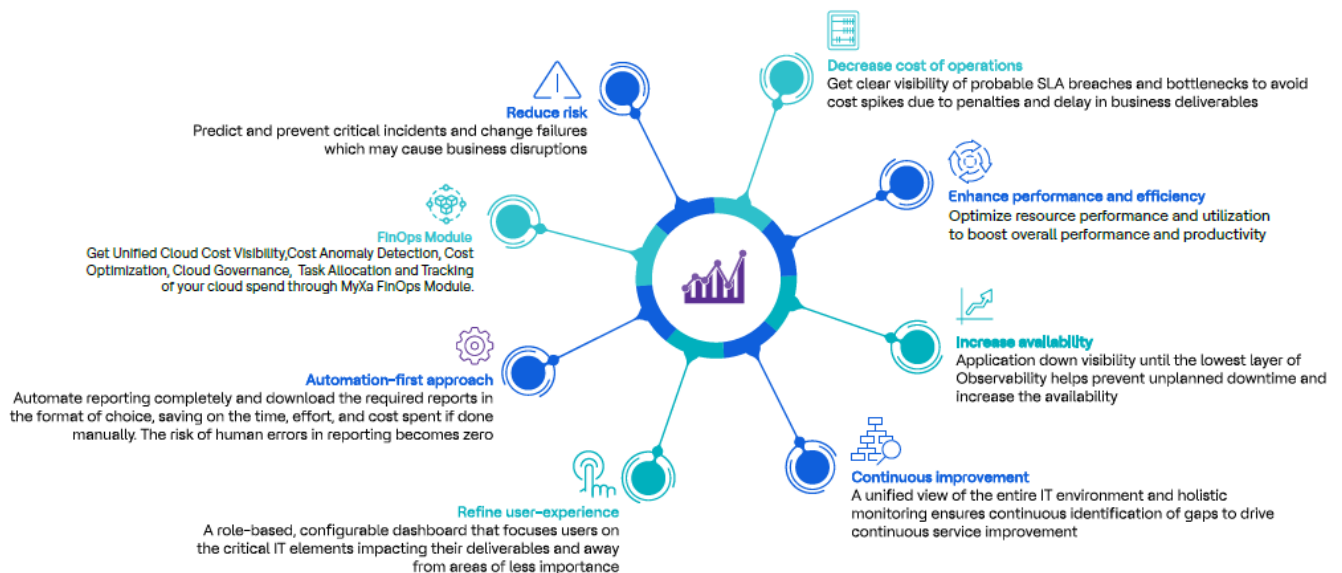 Decrease cost of operations
Get clear visibility of probable SLA breaches and bottlenecks to avoid
cost spikes due to penalties and delay in business deliverables
Reduce risk
Predict and prevent critical incidents and change failures
which may cause business disruptions
Enhance performance and efficiency
Optimize resource performance and utilization
to boost overall performance and productivity
FinOps Module
Get Unified Cloud Cost Visibility,Cost Anomaly Detection, Cost
Optimization, Cloud Governance, Task Allocation and Tracking
of your cloud spend through MyXa FinOps Module.
Increase availability
Application down visibility until the lowest layer of
Observability helps prevent unplanned downtime and
increase the availability
Automation-first approach
Automate reporting completely and download the required reports in
the format of choice, saving on the time, effort, and cost spent if done
manually. The risk of human errors in reporting becomes zero
Continuous improvement
A unified view of the entire IT environment and holistic
monitoring ensures continuous identification of gaps to drive
continuous service improvement
Refine user-experience
A role-based, configurable dashboard that focuses users on
the critical IT elements impacting their deliverables and away
from areas of less importance